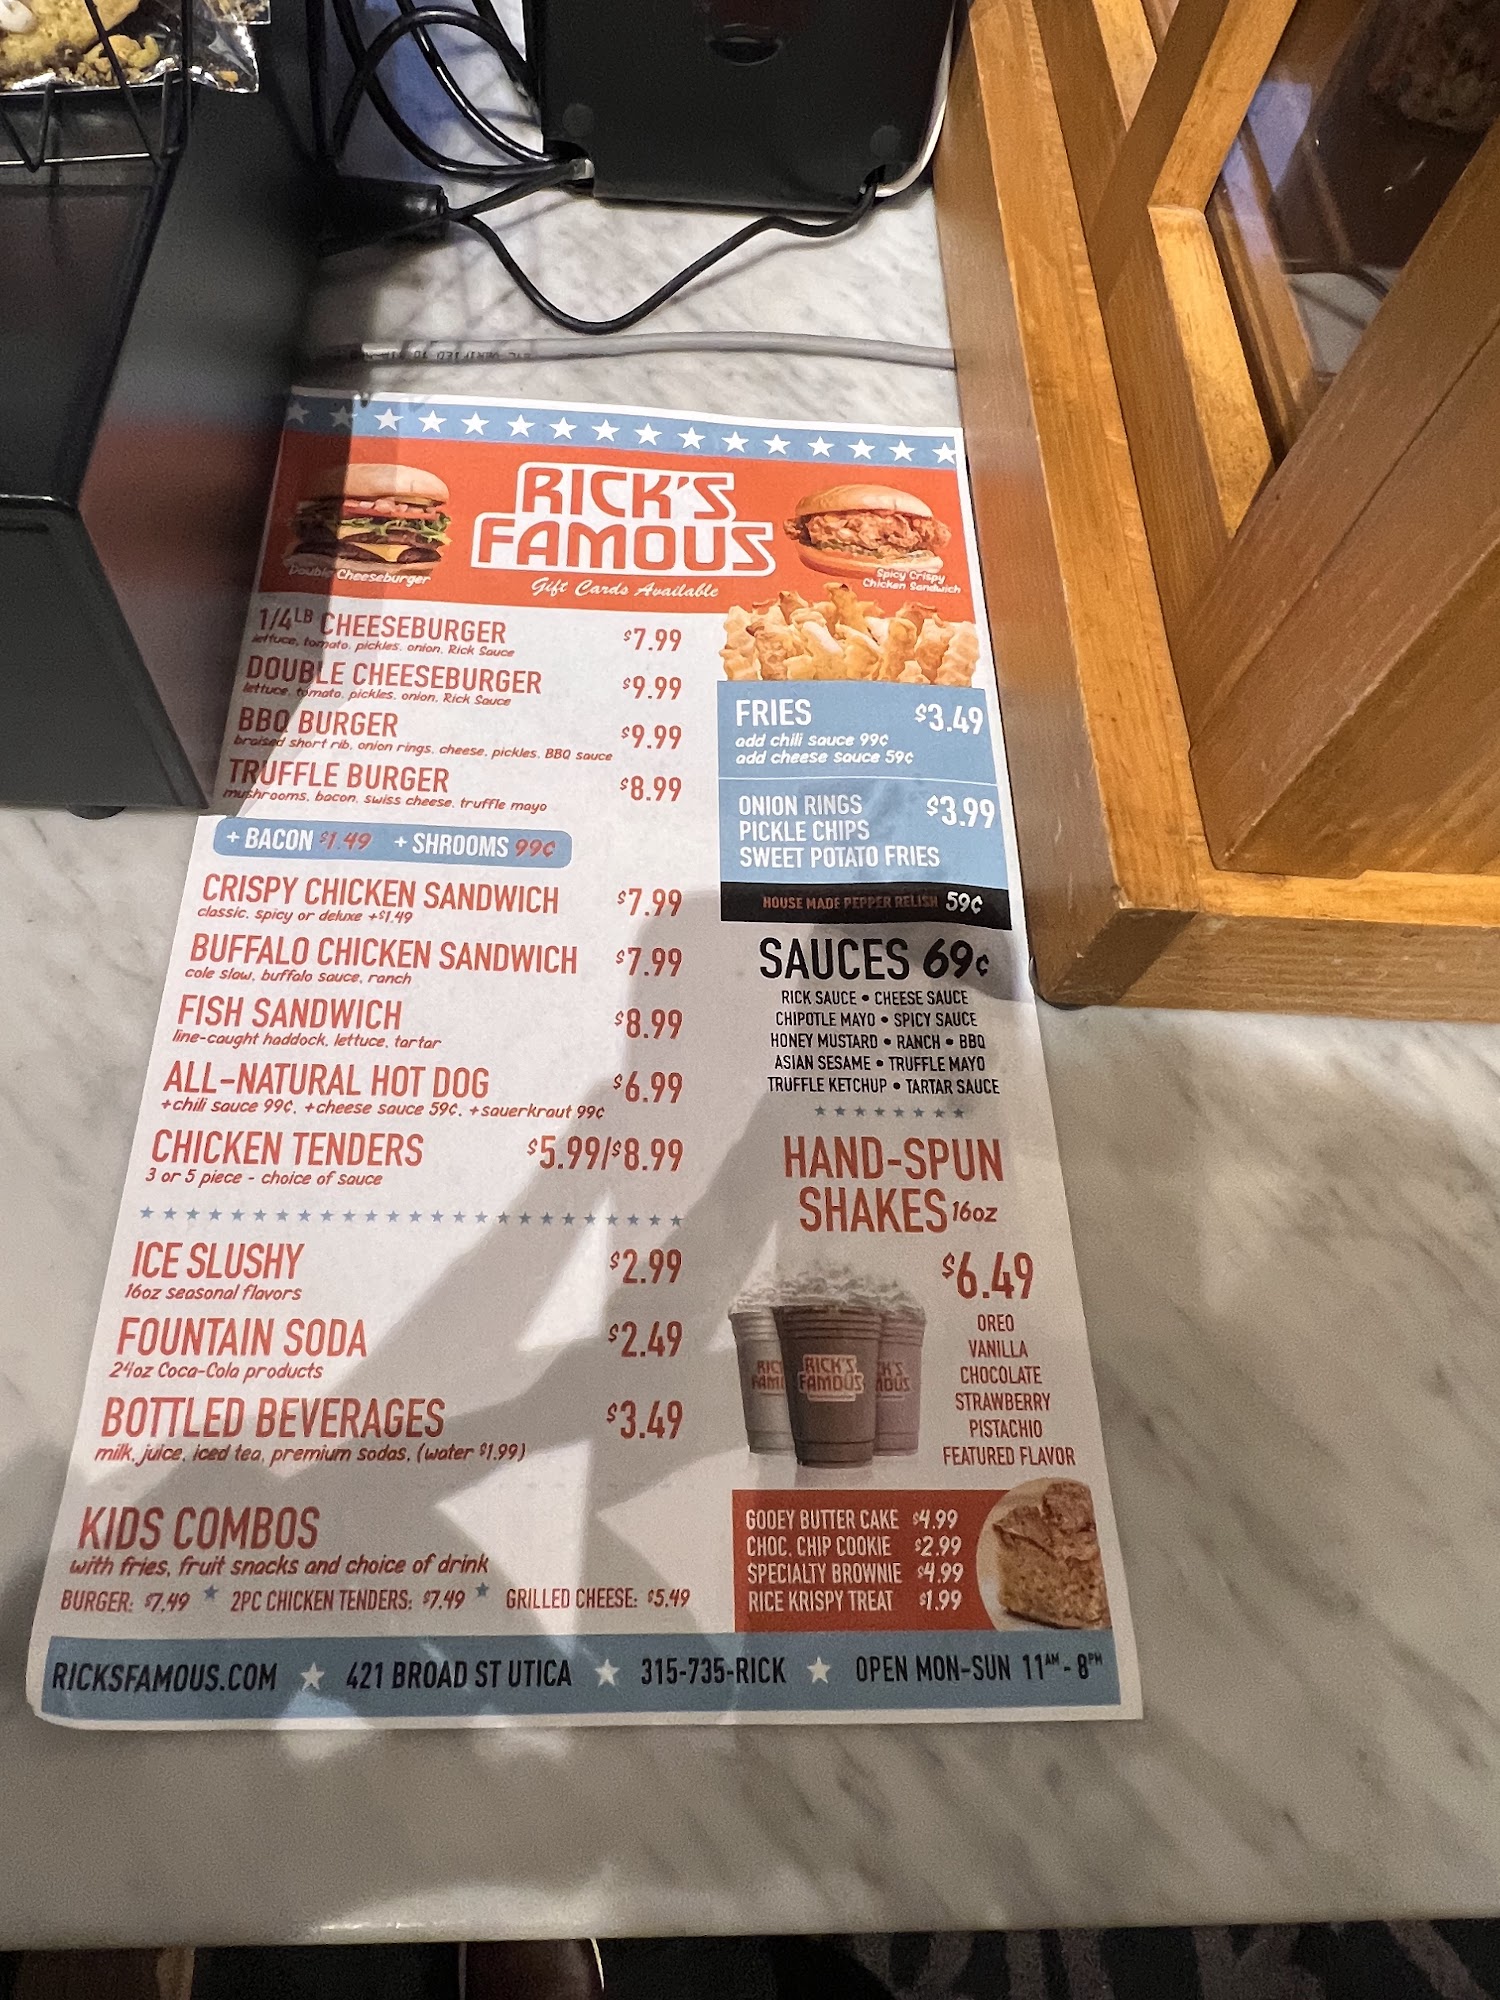 RICK'S
FAMOUS
Gift Cards Available
Double Cheeseburger
Spicy Crispy
Chicken Sandwich
1/4LB CHEESEBURGER $7.99
lettuce, tomato, pickles, onion, Rick Sauce
DOUBLE CHEESEBURGER $9.99
lettuce, tomato, pickles, onion, Rick Sauce
BBQ BURGER $9.99
braised short rib, onion rings, cheese, pickles, BBQ sauce
TRUFFLE BURGER $8.99
mushrooms, bacon, swiss cheese, truffle mayo
+ BACON $1.49 + SHROOMS 99¢
CRISPY CHICKEN SANDWICH $7.99
classic, spicy or deluxe +$1.49
BUFFALO CHICKEN SANDWICH $7.99
cole slaw, buffalo sauce, ranch
FISH SANDWICH $8.99
line-caught haddock, lettuce, tartar
ALL-NATURAL HOT DOG $6.99
+chili sauce 99¢, +cheese sauce 59¢, +sauerkraut 99¢
CHICKEN TENDERS $5.99/$8.99
3 or 5 piece - choice of sauce
ICE SLUSHY $2.99
16oz seasonal flavors
FOUNTAIN SODA $2.49
24oz Coca-Cola products
BOTTLED BEVERAGES $3.49
milk, juice, iced tea, premium sodas, (water $1.99)
KIDS COMBOS
with fries, fruit snacks and choice of drink
BURGER: $7.49 ★ 2PC CHICKEN TENDERS: $7.49 ★ GRILLED CHEESE: $5.49
FRIES $3.49
add chili sauce 99¢
add cheese sauce 59¢
ONION RINGS $3.99
PICKLE CHIPS
SWEET POTATO FRIES
HOUSE MADE PEPPER RELISH 59¢
SAUCES 69¢
RICK SAUCE • CHEESE SAUCE
CHIPOTLE MAYO • SPICY SAUCE
HONEY MUSTARD • RANCH • BBQ
ASIAN SESAME • TRUFFLE MAYO
TRUFFLE KETCHUP • TARTAR SAUCE
HAND-SPUN
SHAKES 16oz
$6.49
OREO
VANILLA
CHOCOLATE
STRAWBERRY
PISTACHIO
FEATURED FLAVOR
RICK'S
FAMOUS
GOOEY BUTTER CAKE $4.99
CHOC. CHIP COOKIE $2.99
SPECIALTY BROWNIE $4.99
RICE KRISPY TREAT $1.99
RICKSFAMOUS.COM ★ 421 BROAD ST UTICA ★ 315-735-RICK ★ OPEN MON-SUN 11AM - 8PM